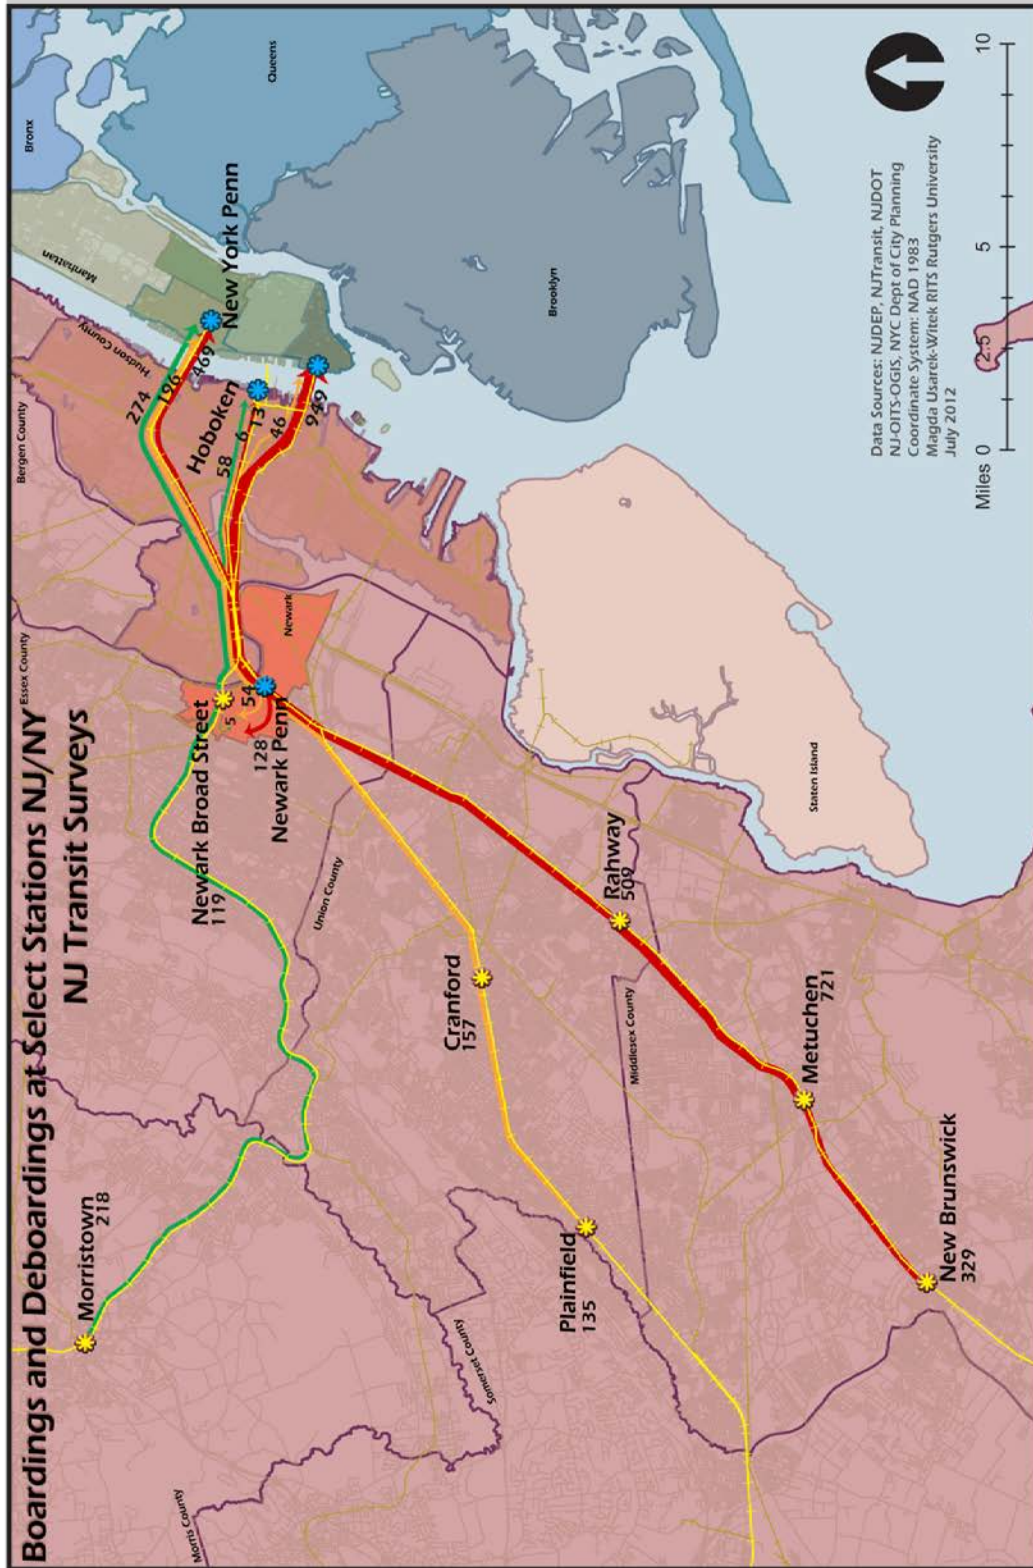 Boardings and Deboardings at Select Stations NJ/NY
NJ Transit Surveys
Morris County
Somerset County
Essex County
Bergen County
Hudson County
Manhattan
Bronx
Queens
Morristown
218
Newark Broad Street
119
5
54
128
Newark Penn
Newark
274
196
469
New York Penn
Hoboken
58
6
13
46
949
Union County
Cranford
157
Plainfield
135
Rahway
509
Middlesex County
Metuchen
721
New Brunswick
329
Staten Island
Brooklyn
Data Sources: NJDEP, NJTransit, NJDOT
NJ-OITS-OGIS, NYC Dept of City Planning
Coordinate System: NAD 1983
Magda Usarek-Witek RITS Rutgers University
July 2012
Miles 0 2.5 5 10